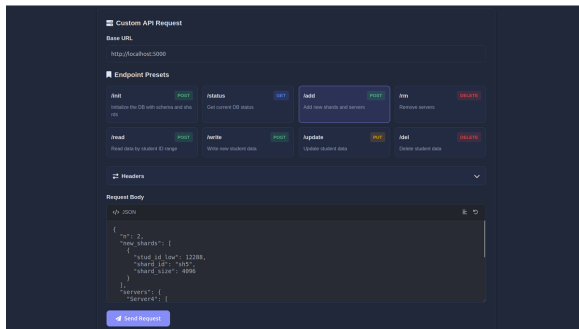 Custom API Request
Base URL
http://localhost:5000
Endpoint Presets
/init POST
Initialize the DB with schema and sha
rds
/status GET
Get current DB status
/add POST
Add new shards and servers
/rm DELETE
Remove servers
/read POST
Read data by student ID range
/write POST
Write new student data
/update PUT
Update student data
/del DELETE
Delete student data
Headers
Request Body
</> JSON
{
"n": 2,
"new_shards": [
{
"stud_id_low": 12288,
"shard_id": "sh5",
"shard_size": 4096
}
],
"servers": {
"Server4": [
Send Request